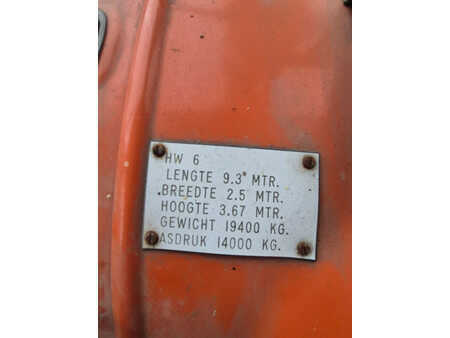 HW 6
LENGTE 9.3* MTR.
BREEDTE 2.5 MTR.
HOOGTE 3.67 MTR.
GEWICHT 19400 KG.
ASDRUK 14000 KG.